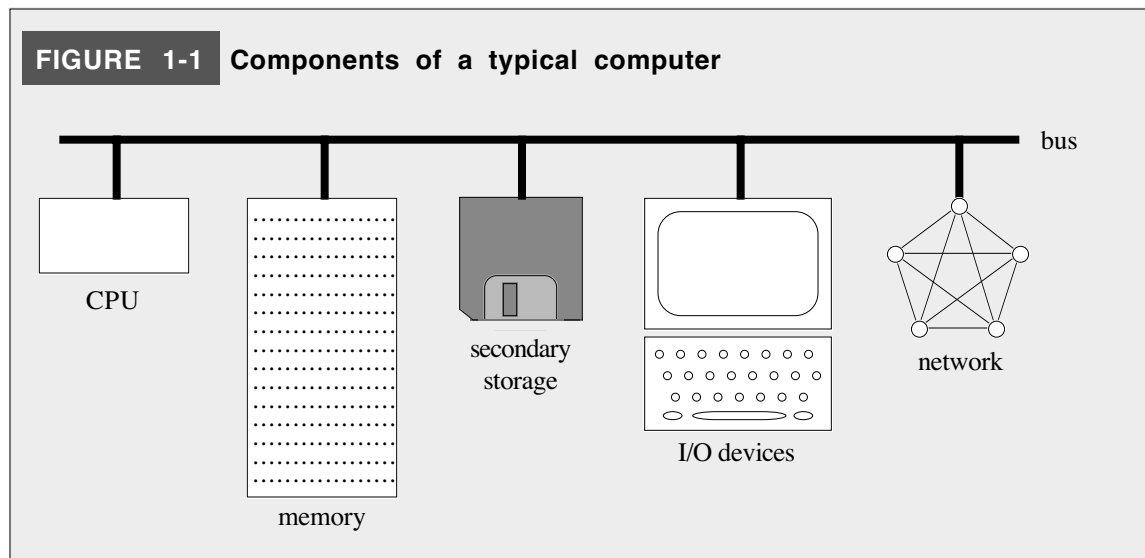 FIGURE 1-1 Components of a typical computer
bus
CPU
memory
secondary
storage
I/O devices
network